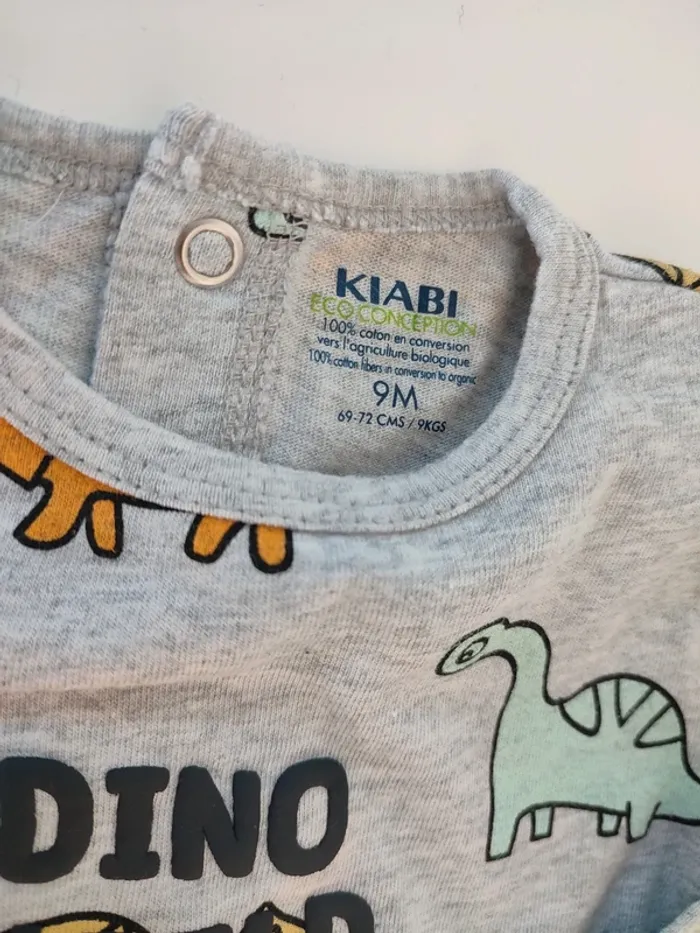 KIABI
ECO CONCEPTION
100% coton en conversion
vers l'agriculture biologique
100% cotton fibers in conversion to organic
9M
69-72 CMS / 9KGS
DINO